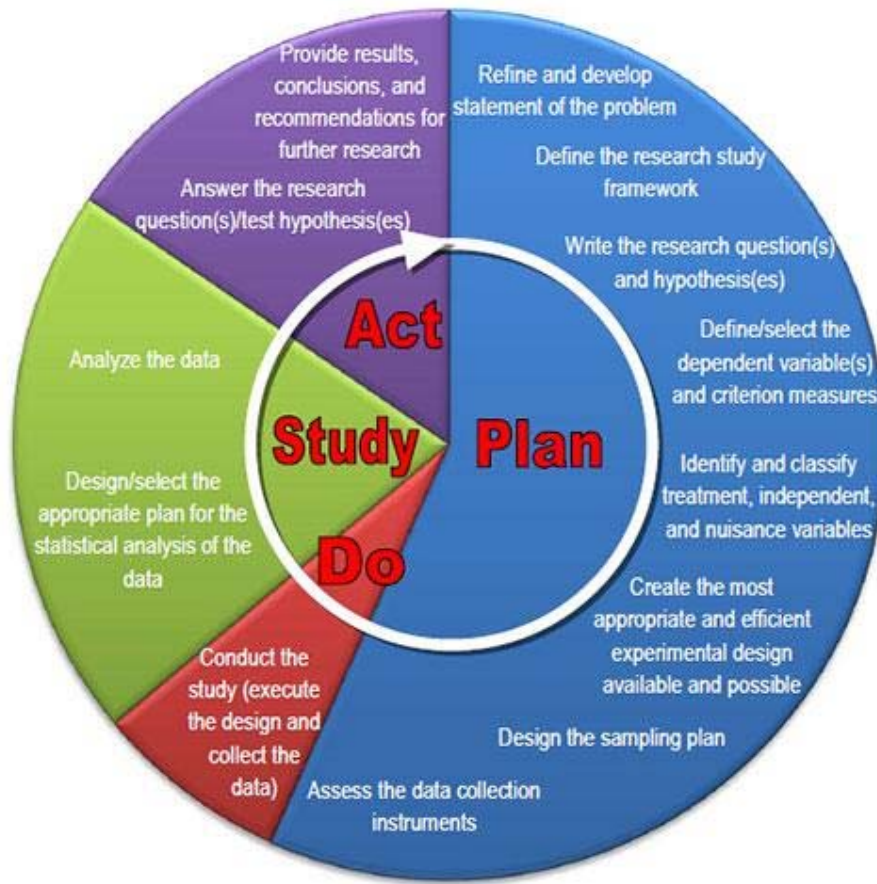 Refine and develop
statement of the problem
Define the research study
framework
Write the research question(s)
and hypothesis(es)
Define/select the
dependent variable(s)
and criterion measures
Identify and classify
treatment, independent,
and nuisance variables
Create the most
appropriate and efficient
experimental design
available and possible
Design the sampling plan
Assess the data collection
instruments
Plan
Conduct the
study (execute
the design and
collect the
data)
Do
Design/select the
appropriate plan for the
statistical analysis of the
data
Analyze the data
Study
Answer the research
question(s)/test hypothesis(es)
Provide results,
conclusions, and
recommendations for
further research
Act